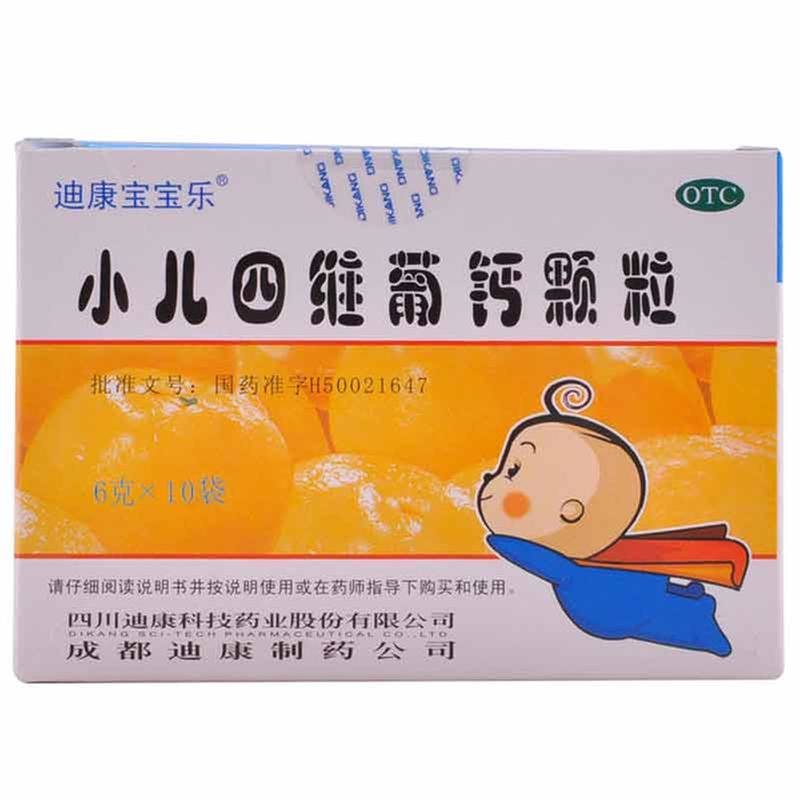 迪康宝宝乐®
OTC
小儿四维葡钙颗粒
批准文号：国药准字H50021647
6克×10袋
请仔细阅读说明书并按说明使用或在药师指导下购买和使用。
四川迪康科技药业股份有限公司
DIKANG SCI-TECH PHARMACEUTICAL CO.,LTD
成都迪康制药公司